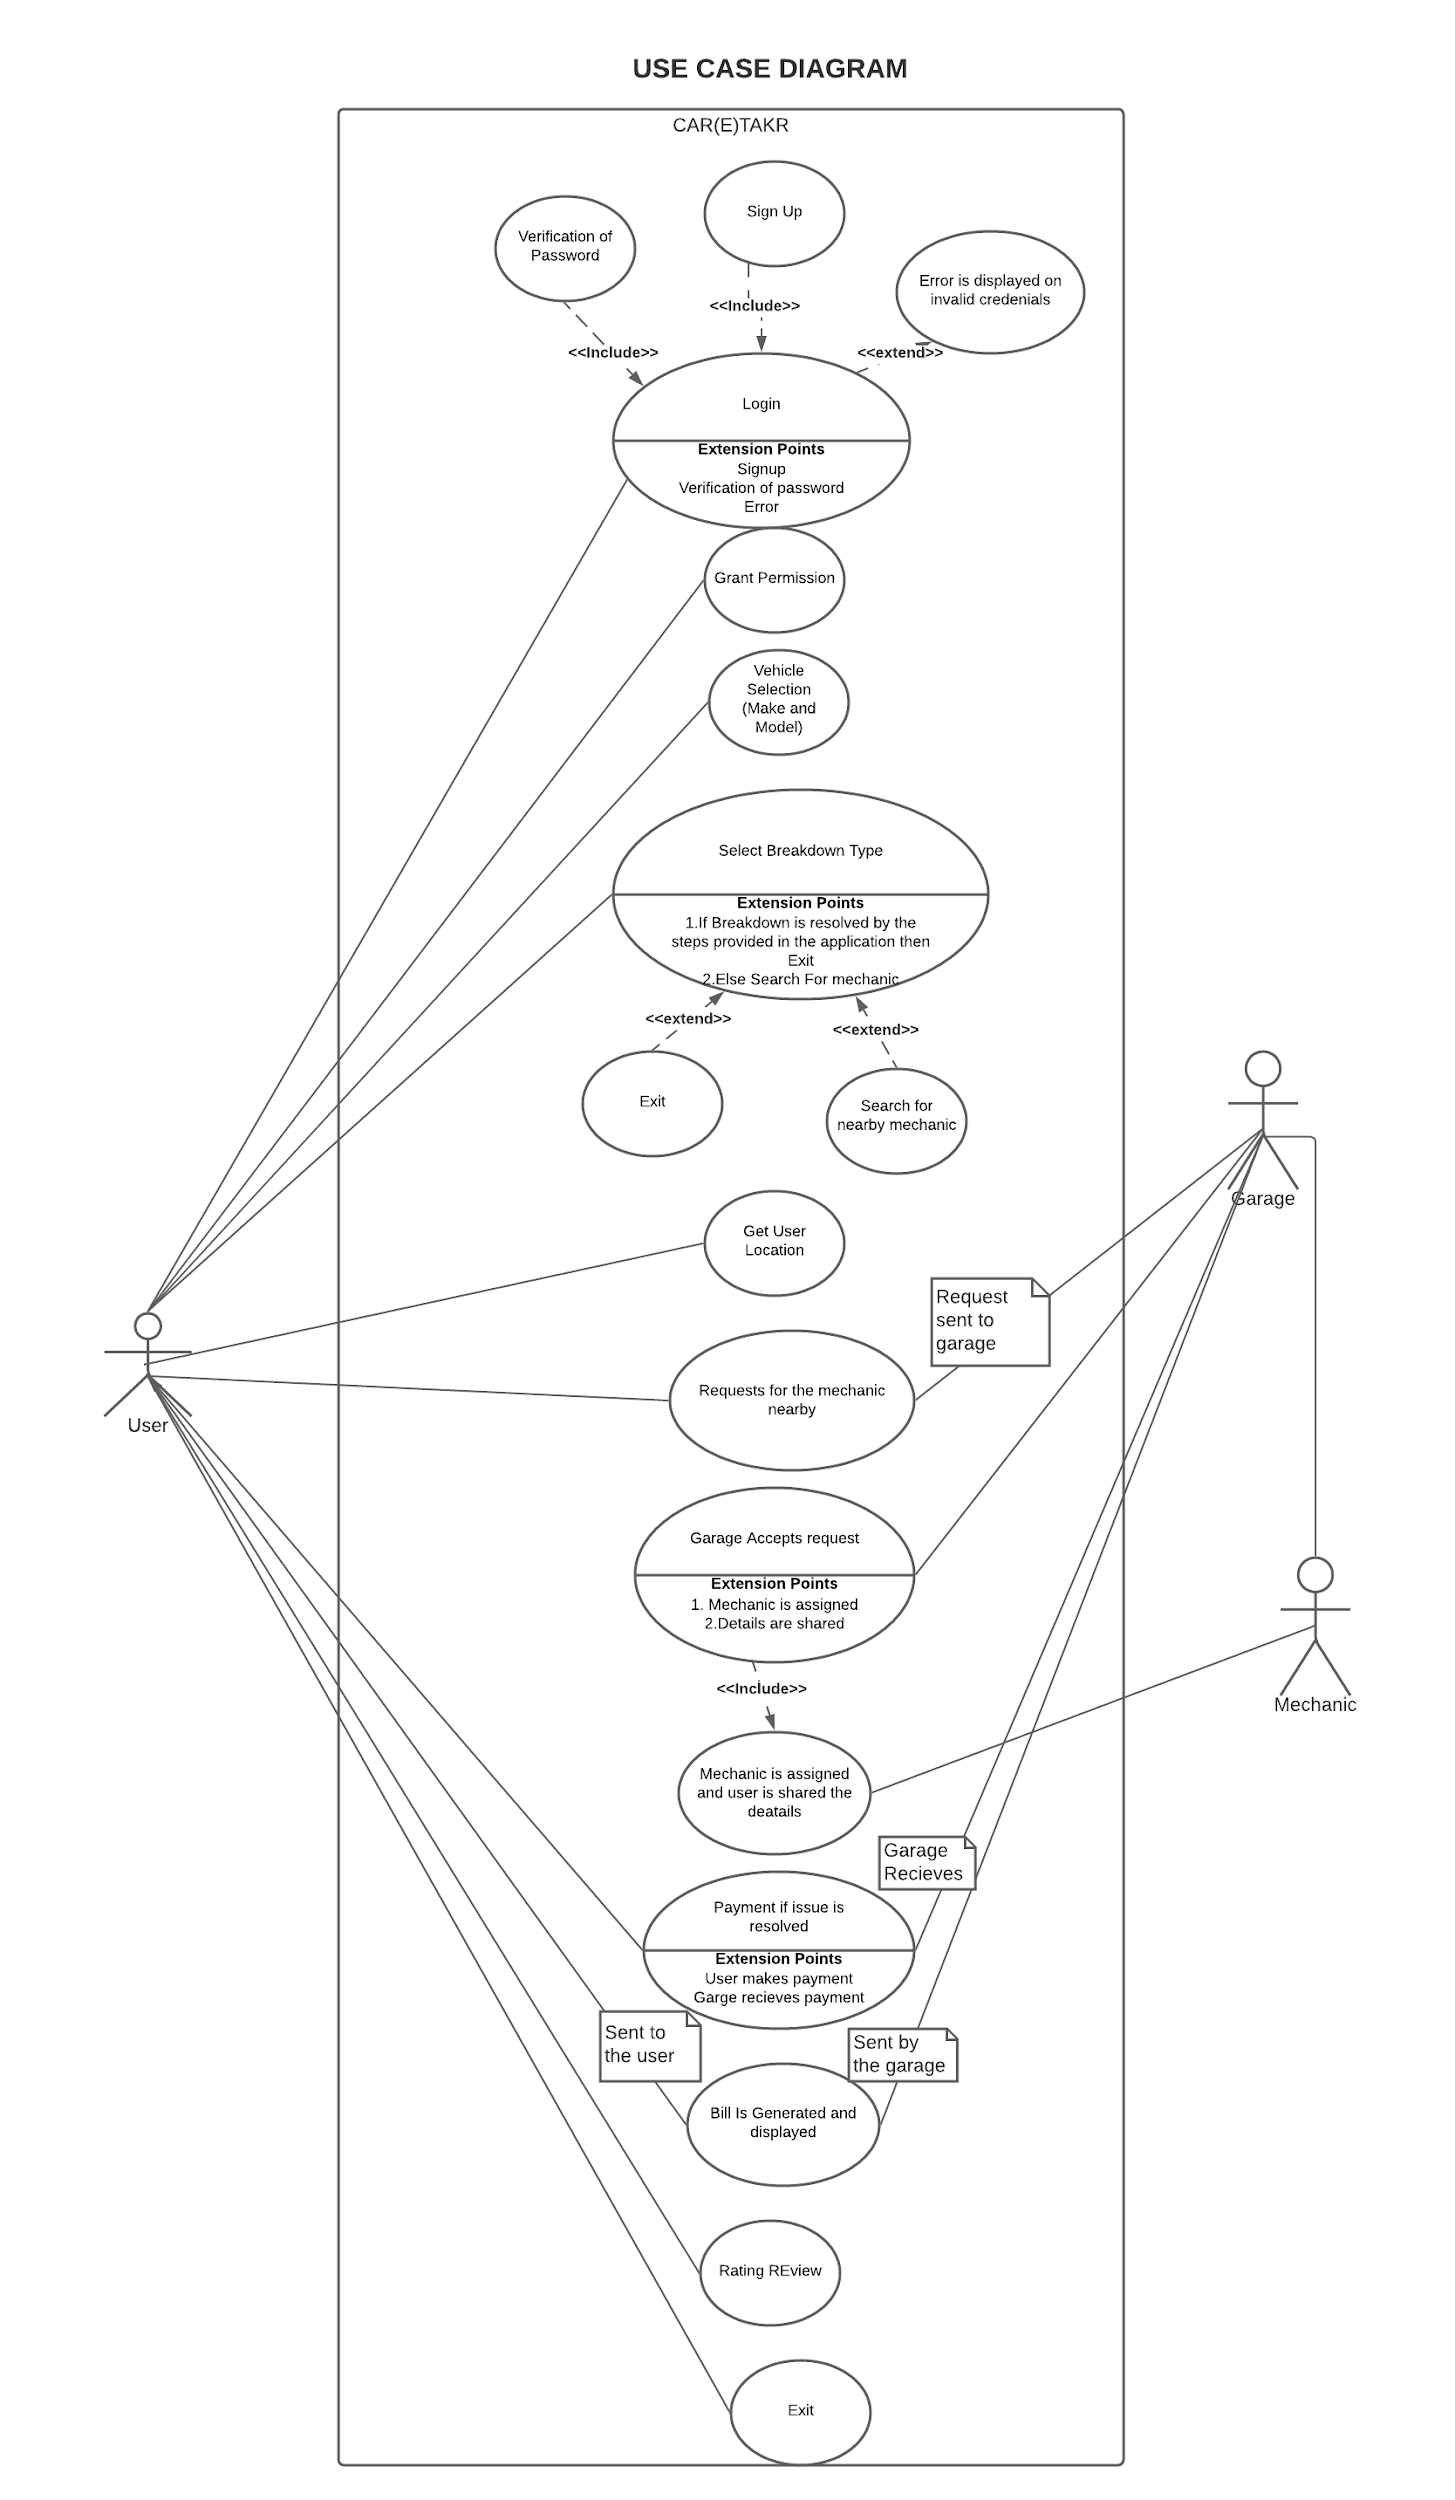 USE CASE DIAGRAM
CAR(E)TAKR
Sign Up
Verification of
Password
Error is displayed on
invalid credenials
<<Include>>
<<Include>>
<<extend>>
Login
Extension Points
Signup
Verification of password
Error
Grant Permission
Vehicle
Selection
(Make and
Model)
Select Breakdown Type
Extension Points
1.If Breakdown is resolved by the
steps provided in the application then
Exit
2.Else Search For mechanic
<<extend>>
<<extend>>
Exit
Search for
nearby mechanic
Garage
Get User
Location
Request
sent to
garage
User
Requests for the mechanic
nearby
Garage Accepts request
Extension Points
1. Mechanic is assigned
2.Details are shared
<<Include>>
Mechanic
Mechanic is assigned
and user is shared the
deatails
Garage
Recieves
Payment if issue is
resolved
Extension Points
User makes payment
Garge recieves payment
Sent to
the user
Sent by
the garage
Bill Is Generated and
displayed
Rating REview
Exit